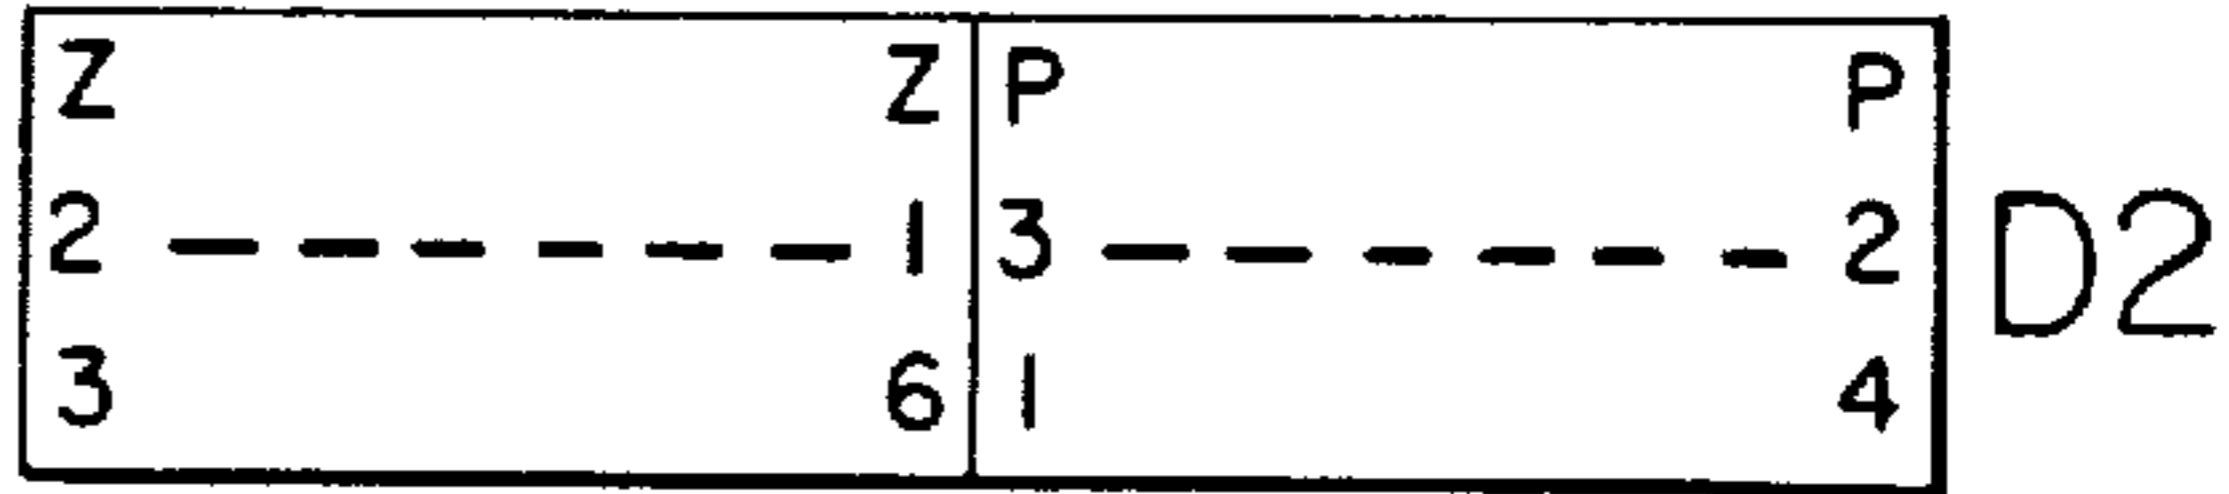 Z Z P P
2 — — — — — — 1 3 — — — — — — 2 D2
3 6 1 4